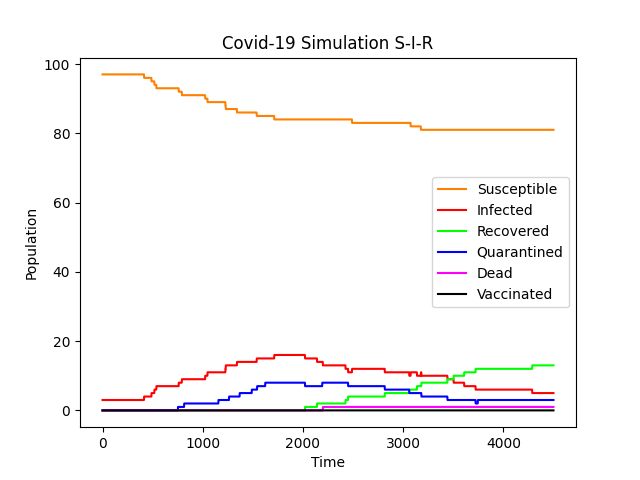 Covid-19 Simulation S-I-R
100
80
60
40
20
0
Population
Susceptible
Infected
Recovered
Quarantined
Dead
Vaccinated
0 1000 2000 3000 4000
Time